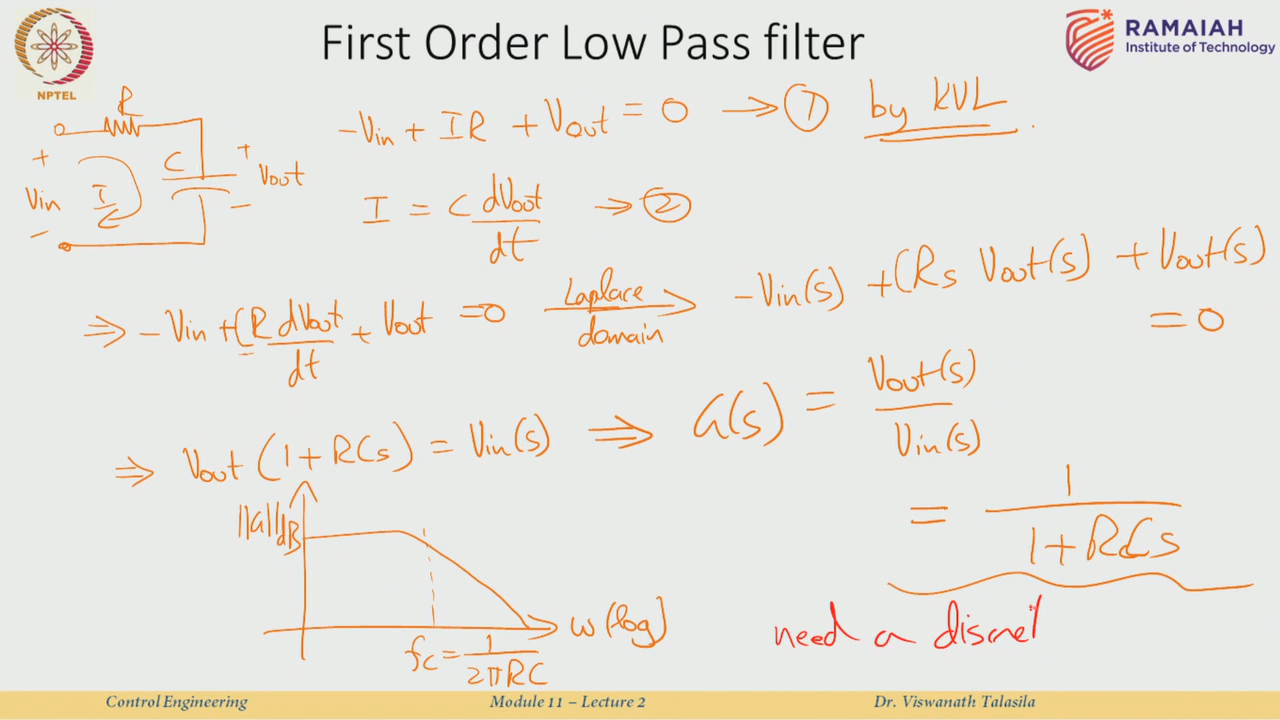 First Order Low Pass filter
NPTEL
RAMAIAH
Institute of Technology
R
+
Vin
-
I
C
+
Vout
-
-Vin + IR + Vout = 0 → ① by KVL
I = C dVout/dt → ②
⇒ -Vin + CR dVout/dt + Vout = 0 Laplace domain → -Vin(s) + CRs Vout(s) + Vout(s) = 0
⇒ Vout (1+RCs) = Vin(s) ⇒ G(s) = Vout(s)/Vin(s)
= 1/(1+RCs)
||G||dB
ω (log)
fc = 1/2πRC
need a discret
Control Engineering
Module 11 – Lecture 2
Dr. Viswanath Talasila